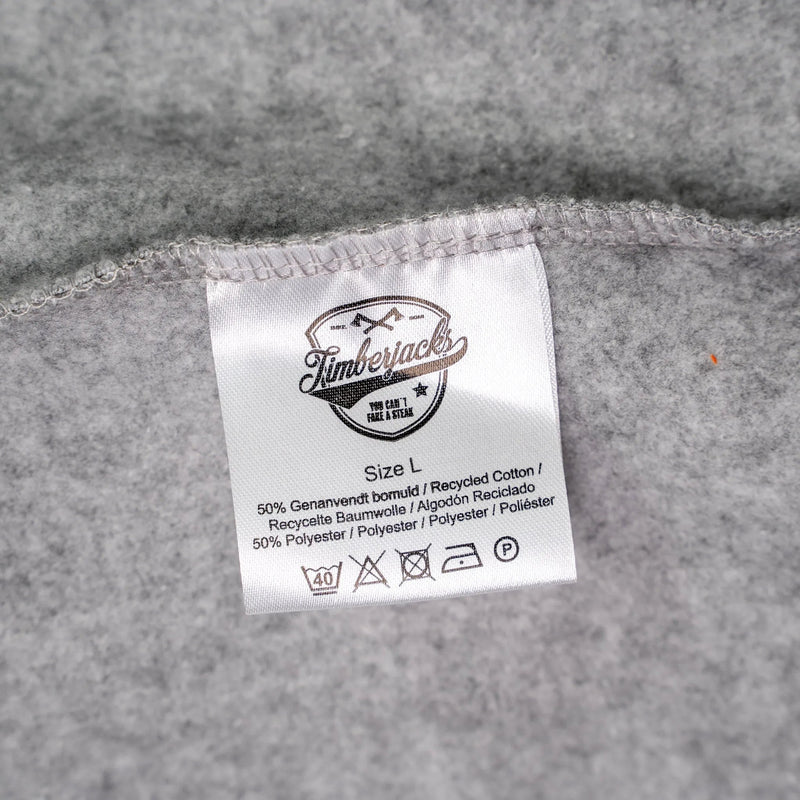 Timberjacks
YOU CAN'T
FAKE A STEAK
Size L
50% Genanvendt bomuld / Recycled Cotton /
Recycelte Baumwolle / Algodón Reciclado
50% Polyester / Polyester / Polyester / Poliéster
40 P